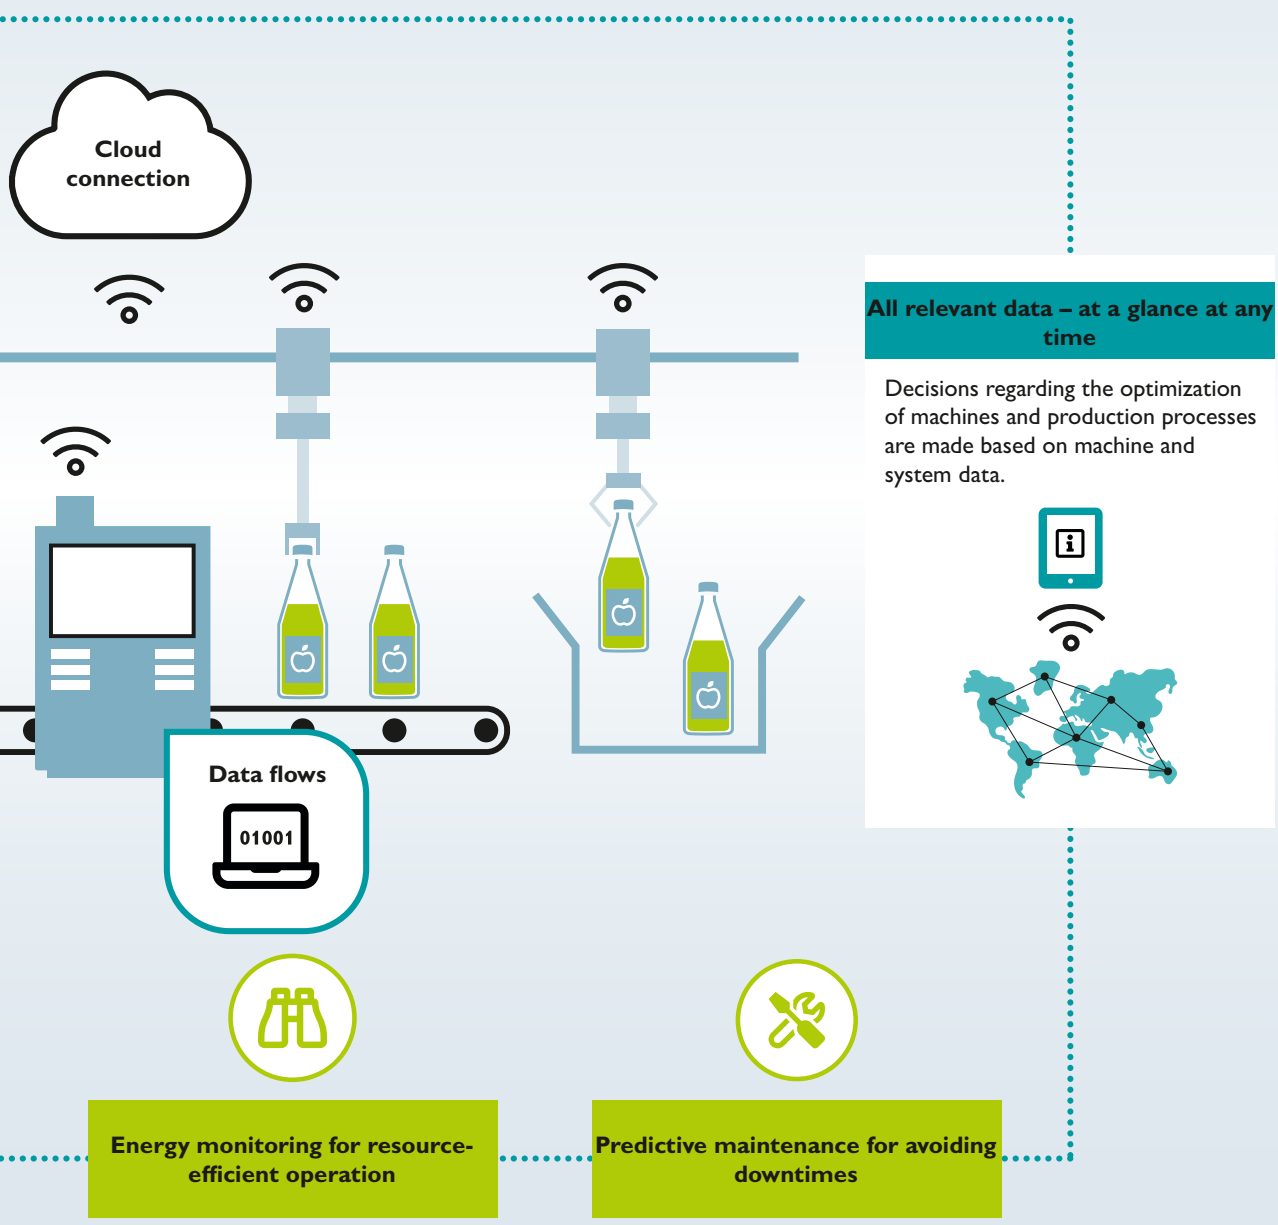 Cloud
connection
All relevant data – at a glance at any
time
Decisions regarding the optimization
of machines and production processes
are made based on machine and
system data.
i
Data flows
01001
Energy monitoring for resource-
efficient operation
Predictive maintenance for avoiding
downtimes